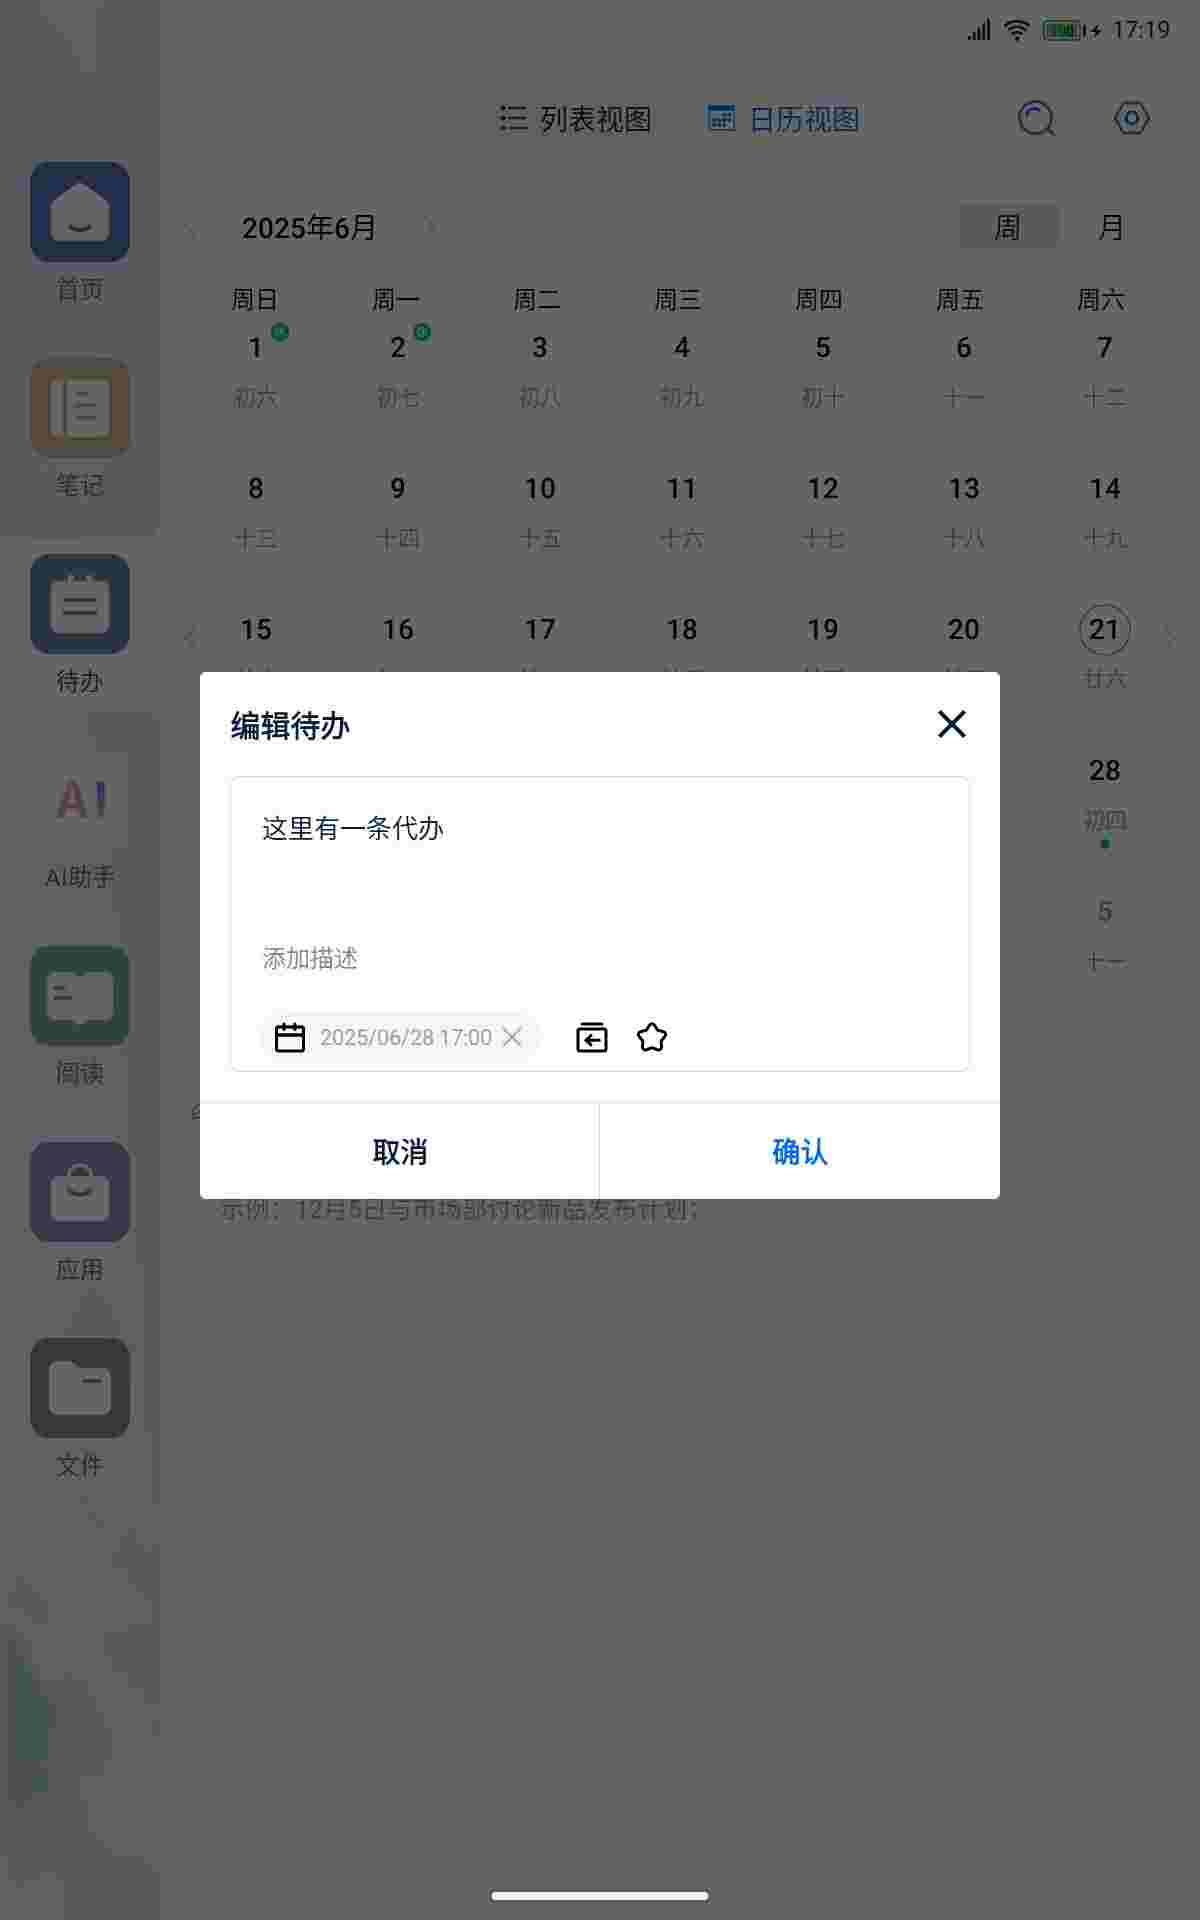 17:19
列表视图 日历视图
2025年6月 周 月
周日 周一 周二 周三 周四 周五 周六
1 2 3 4 5 6 7
初六 初七 初八 初九 初十 十一 十二
8 9 10 11 12 13 14
十三 十四 十五 十六 十七 十八 十九
15 16 17 18 19 20 21
廿六
28
初四
5
十一
首页
笔记
待办
AI
AI助手
阅读
应用
文件
编辑待办
这里有一条代办
添加描述
2025/06/28 17:00
取消 确认
示例：12月5日与市场部讨论新品发布计划；